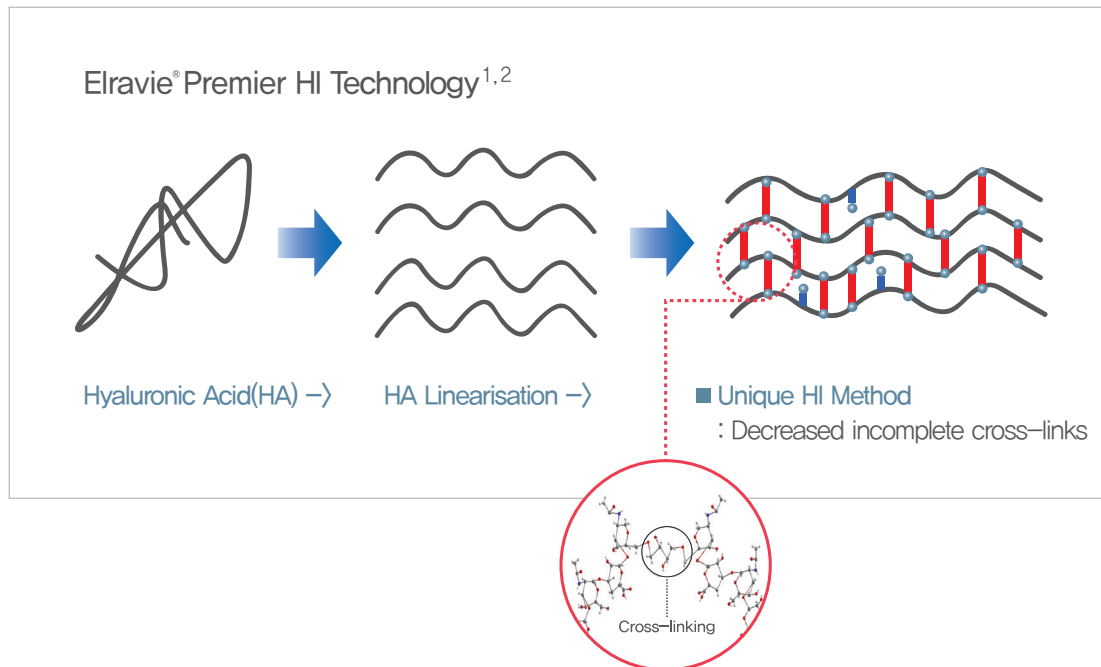 Elravie® Premier HI Technology1,2
Hyaluronic Acid(HA) –>
HA Linearisation –>
Unique HI Method
: Decreased incomplete cross–links
Cross–linking